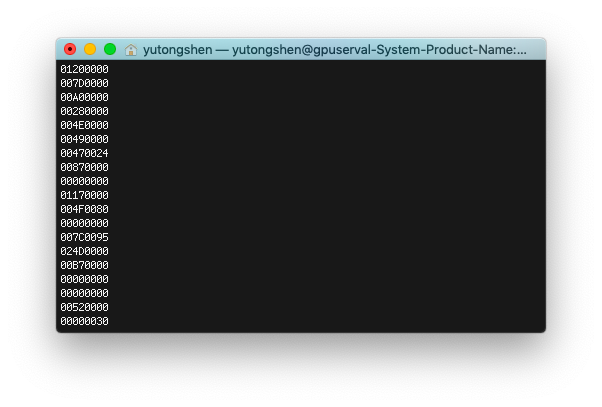 yutongshen — yutongshen@gpuserval-System-Product-Name:...
01200000
007D0000
00A00000
00280000
004E0000
00490000
00470024
00870000
00000000
01170000
004F0080
00000000
007C0095
024D0000
00B70000
00000000
00000000
00520000
00000030